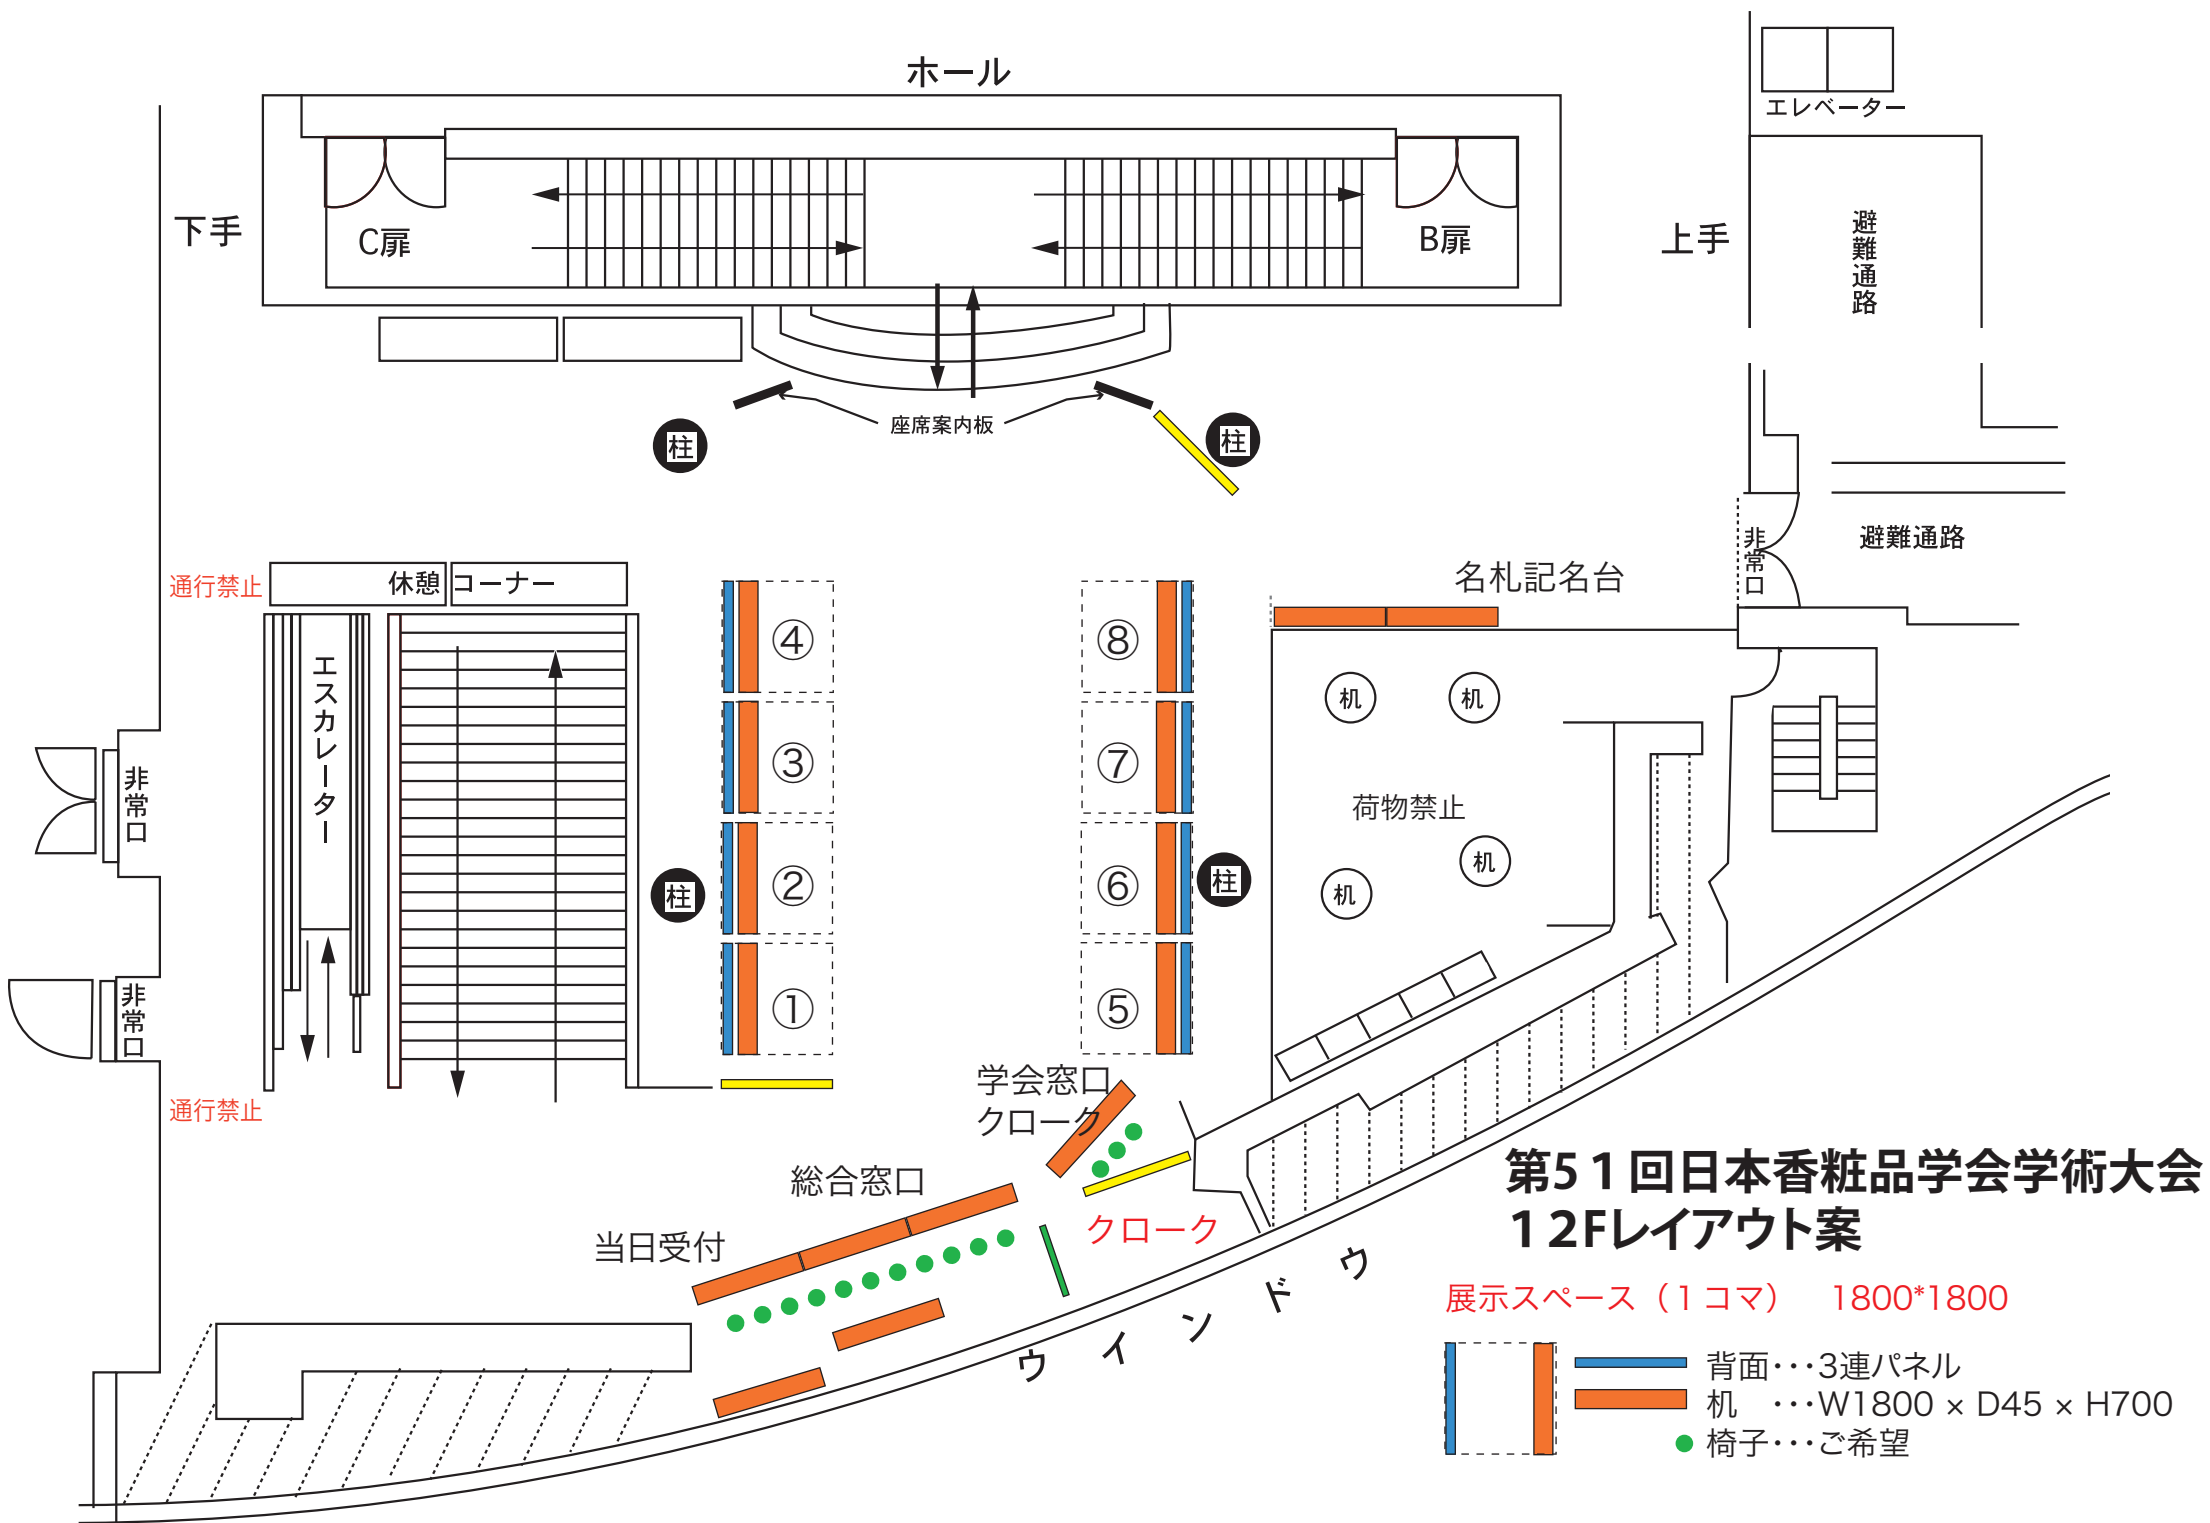 ホール
エレベーター
下手
C扉
B扉
上手
避難通路
座席案内板
柱
柱
非常口
避難通路
通行禁止
休憩コーナー
名札記名台
エスカレーター
④
⑧
机
机
③
⑦
非常口
荷物禁止
柱
②
⑥
柱
机
机
非常口
①
⑤
通行禁止
学会窓口
クローク
総合窓口
当日受付
クローク
ウインドウ
第51回日本香粧品学会学術大会
12Fレイアウト案
展示スペース（1コマ） 1800*1800
背面･･･3連パネル
机 ･･･W1800 × D45 × H700
椅子･･･ご希望